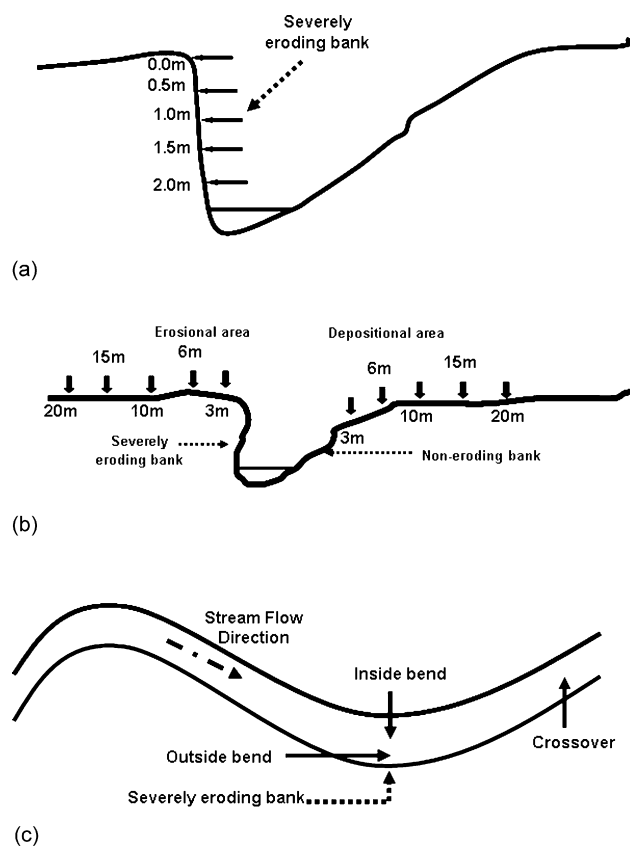 Severely
eroding bank
0.0m
0.5m
1.0m
1.5m
2.0m
(a)
Erosional area
Depositional area
15m
6m
6m
15m
20m
10m
3m
3m
10m
20m
Severely
eroding bank
Non-eroding bank
(b)
Stream Flow
Direction
Inside bend
Outside bend
Crossover
Severely eroding bank
(c)